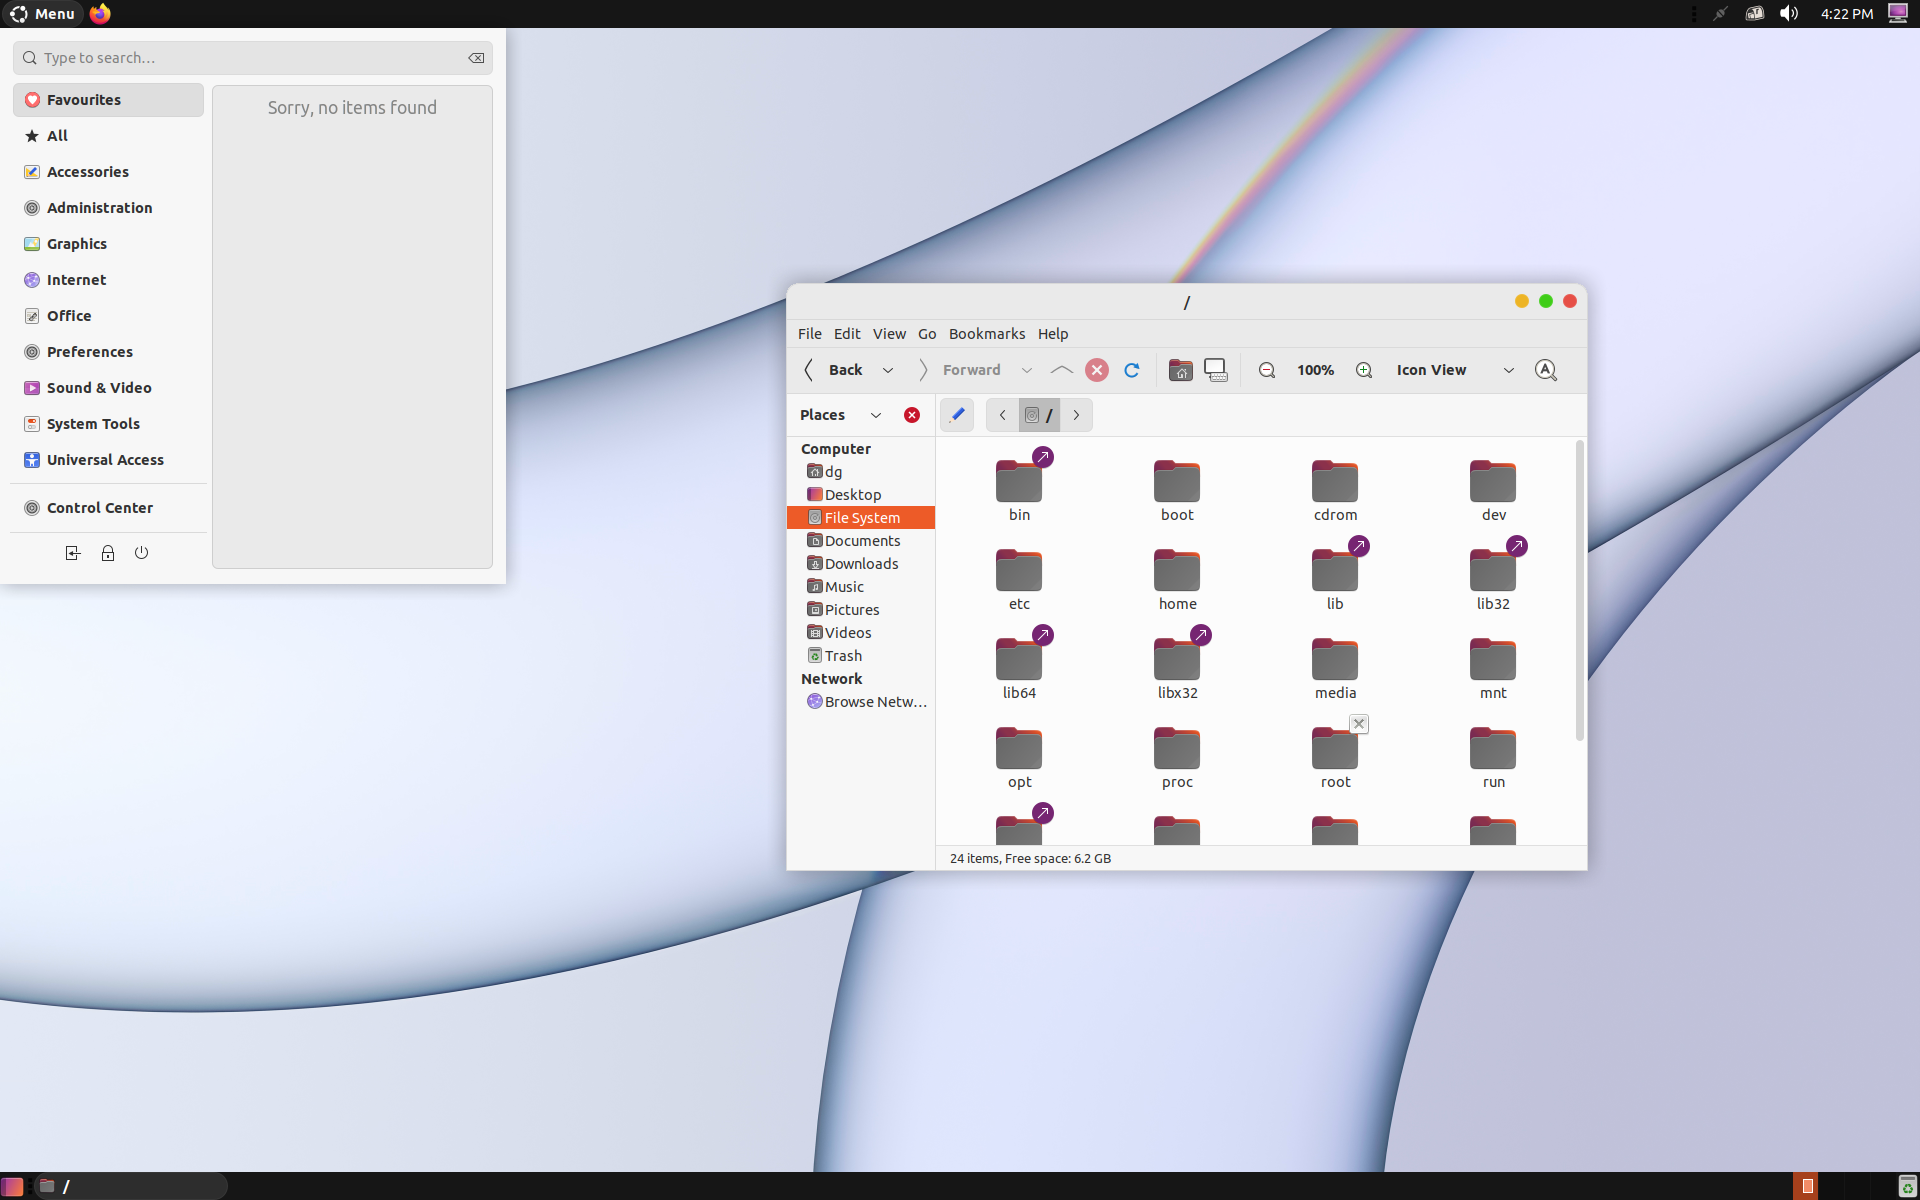 Menu
4:22 PM
Type to search…
Favourites
All
Accessories
Administration
Graphics
Internet
Office
Preferences
Sound & Video
System Tools
Universal Access
Control Center
Sorry, no items found
/
File Edit View Go Bookmarks Help
Back Forward 100% Icon View
Places
/
Computer
dg
Desktop
File System
Documents
Downloads
Music
Pictures
Videos
Trash
Network
Browse Netw…
bin boot cdrom dev
etc home lib lib32
lib64 libx32 media mnt
opt proc root run
24 items, Free space: 6.2 GB
/